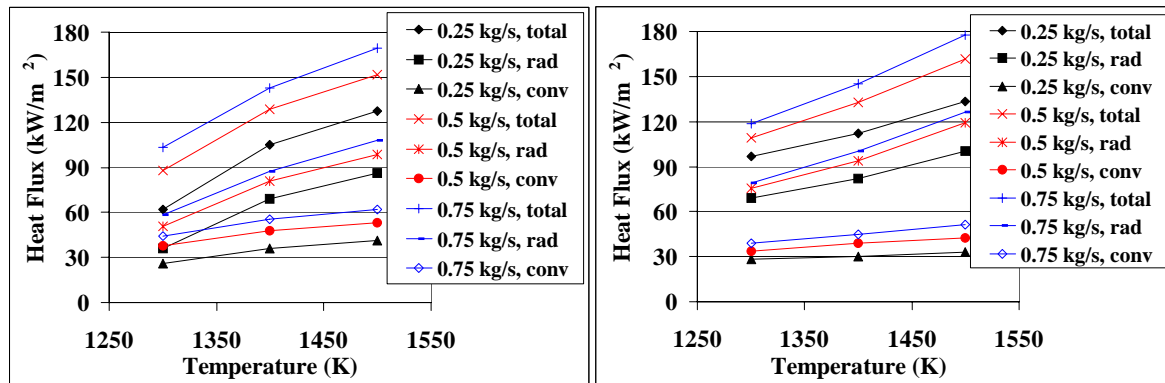 180
150
120
90
60
30
0
Heat Flux (kW/m 2)
1250
1350
1450
1550
Temperature (K)
0.25 kg/s, total
0.25 kg/s, rad
0.25 kg/s, conv
0.5 kg/s, total
0.5 kg/s, rad
0.5 kg/s, conv
0.75 kg/s, total
0.75 kg/s, rad
0.75 kg/s, conv
180
150
120
90
60
30
0
Heat Flux (kW/m 2)
1250
1350
1450
1550
Temperature (K)
0.25 kg/s, total
0.25 kg/s, rad
0.25 kg/s, conv
0.5 kg/s, total
0.5 kg/s, rad
0.5 kg/s, conv
0.75 kg/s, total
0.75 kg/s, rad
0.75 kg/s, conv